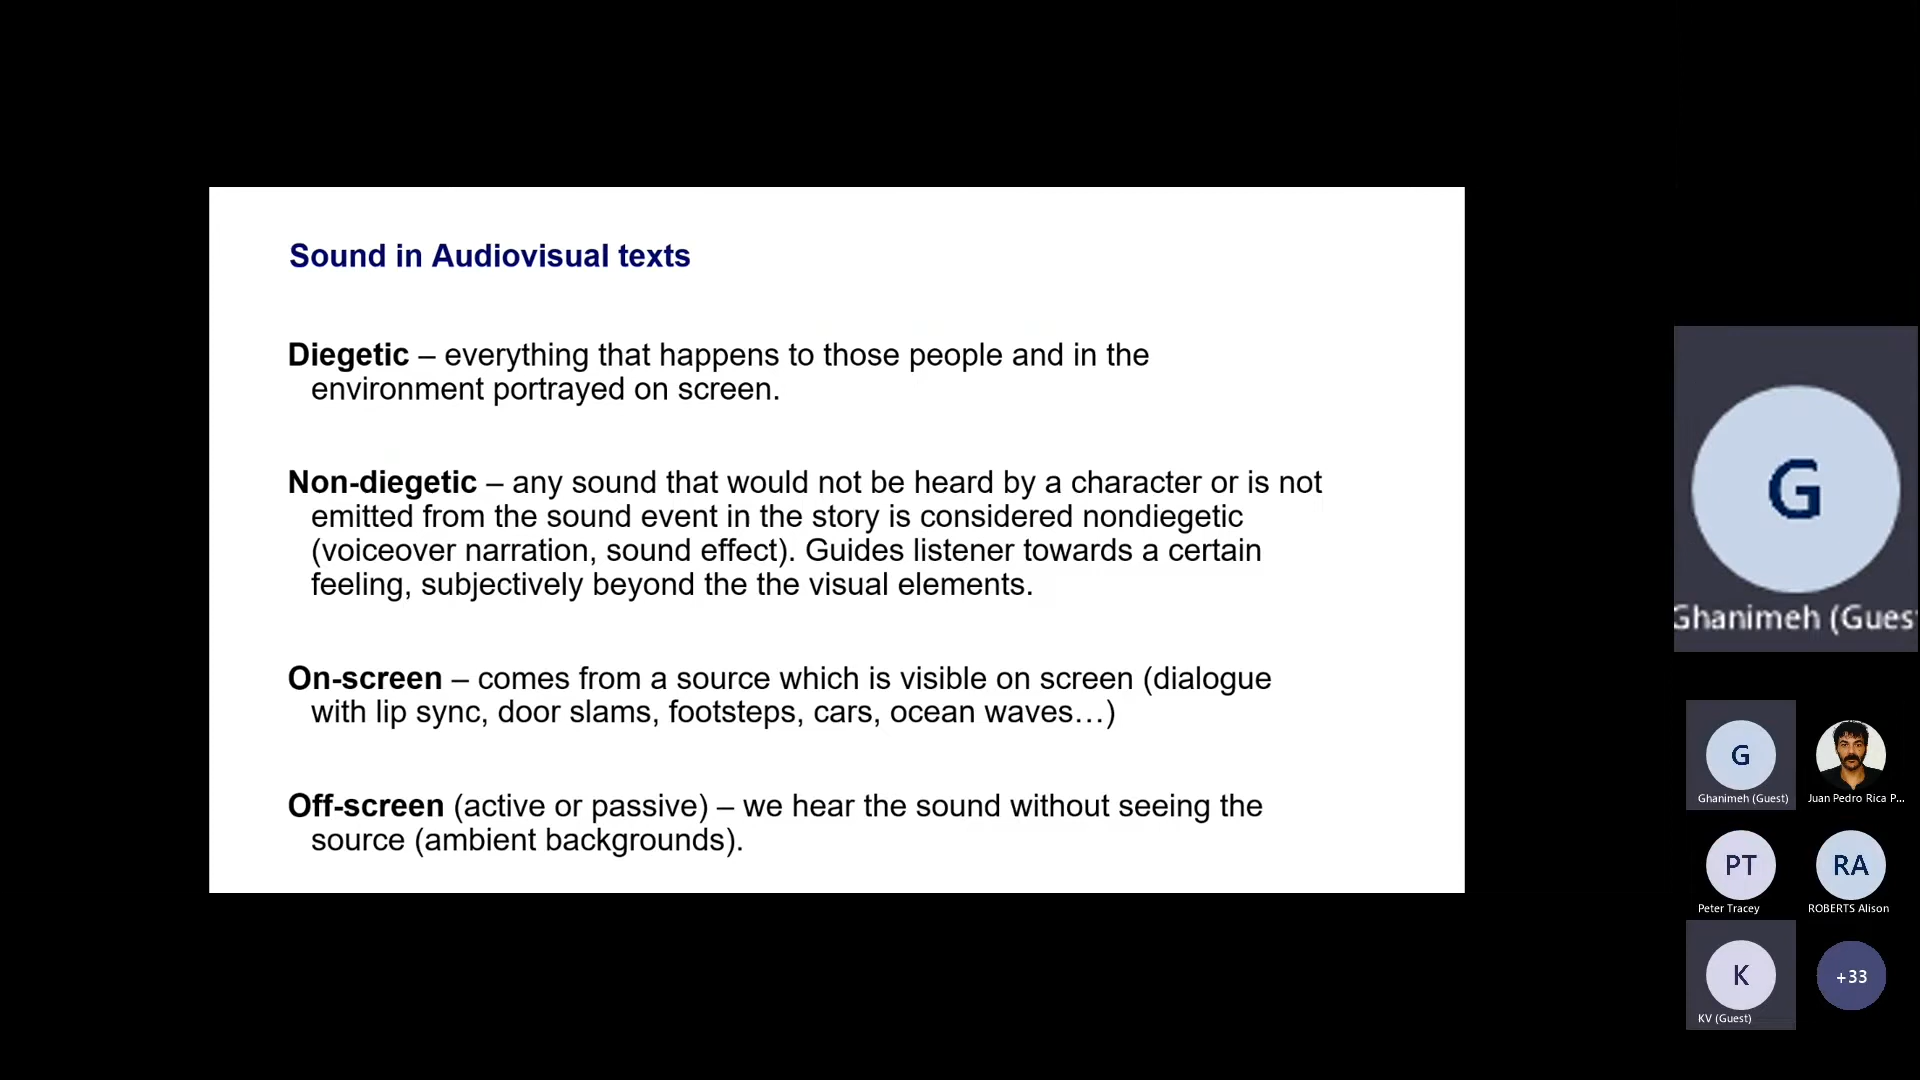 Sound in Audiovisual texts
Diegetic – everything that happens to those people and in the
environment portrayed on screen.
Non-diegetic – any sound that would not be heard by a character or is not
emitted from the sound event in the story is considered nondiegetic
(voiceover narration, sound effect). Guides listener towards a certain
feeling, subjectively beyond the the visual elements.
On-screen – comes from a source which is visible on screen (dialogue
with lip sync, door slams, footsteps, cars, ocean waves…)
Off-screen (active or passive) – we hear the sound without seeing the
source (ambient backgrounds).
G
Ghanimeh (Gues
G
Ghanimeh (Guest)
Juan Pedro Rica P...
PT
Peter Tracey
RA
ROBERTS Alison
K
KV (Guest)
+33